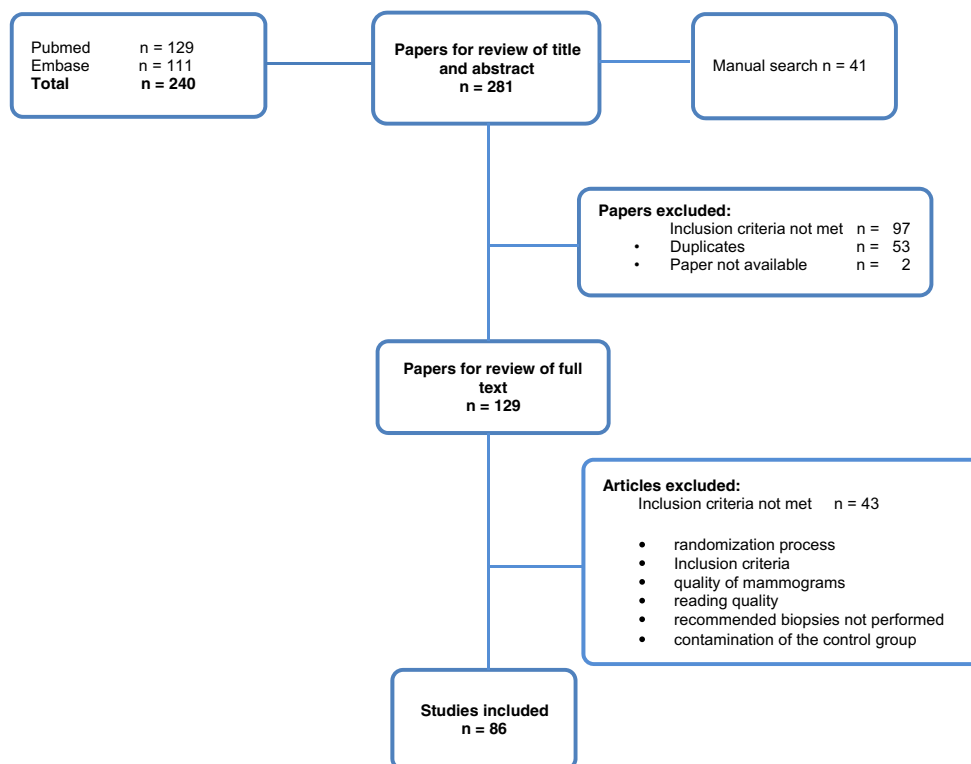 Pubmed n = 129
Embase n = 111
Total n = 240
Papers for review of title
and abstract
n = 281
Manual search n = 41
Papers excluded:
Inclusion criteria not met n = 97
• Duplicates n = 53
• Paper not available n = 2
Papers for review of full
text
n = 129
Articles excluded:
Inclusion criteria not met n = 43
• randomization process
• Inclusion criteria
• quality of mammograms
• reading quality
• recommended biopsies not performed
• contamination of the control group
Studies included
n = 86